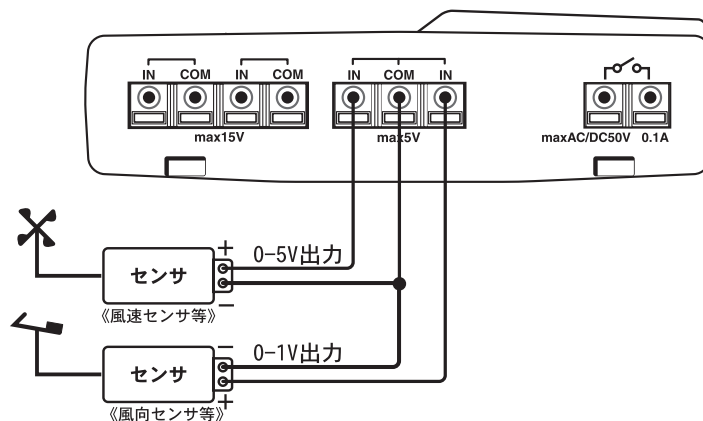 IN COM IN COM IN COM IN
max15V max5V maxAC/DC50V 0.1A
+
センサ 0-5V出力
−
《風速センサ等》
−
センサ 0-1V出力
+
《風向センサ等》